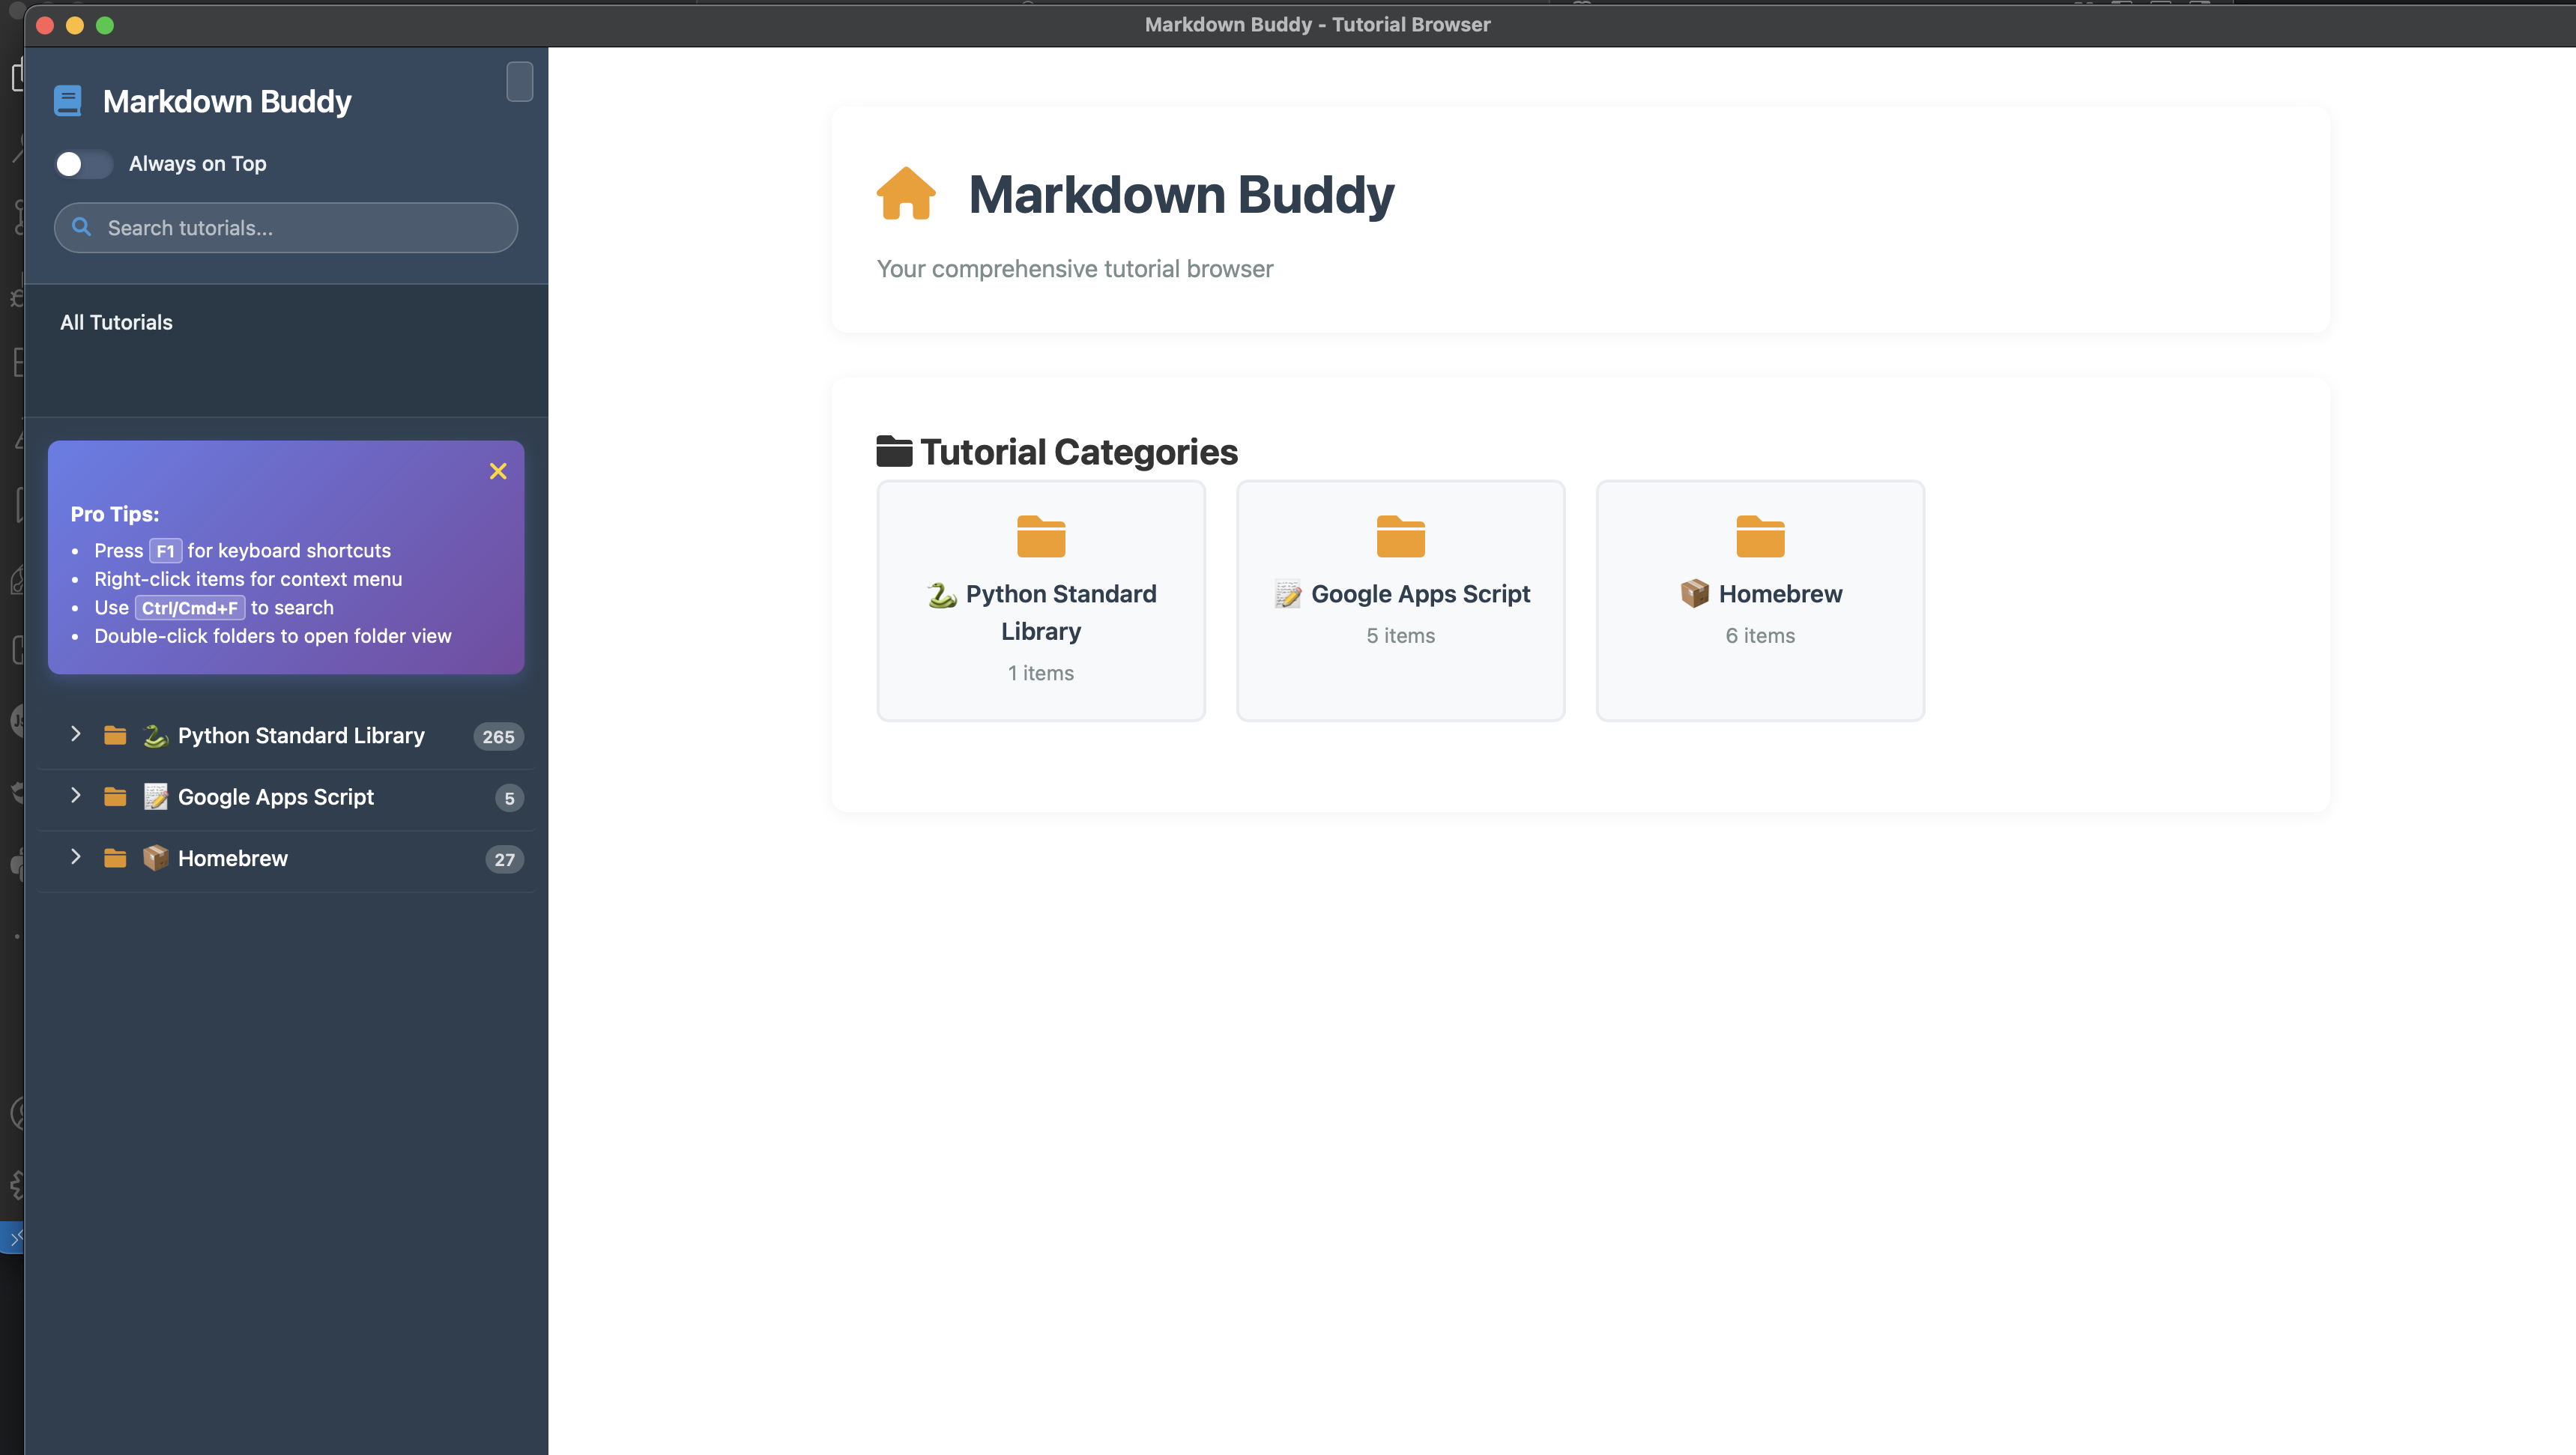 Markdown Buddy - Tutorial Browser
Markdown Buddy
Always on Top
Search tutorials...
All Tutorials
Pro Tips:
Press F1 for keyboard shortcuts
Right-click items for context menu
Use Ctrl/Cmd+F to search
Double-click folders to open folder view
Python Standard Library 265
Google Apps Script 5
Homebrew 27
Markdown Buddy
Your comprehensive tutorial browser
Tutorial Categories
Python Standard
Library
1 items
Google Apps Script
5 items
Homebrew
6 items